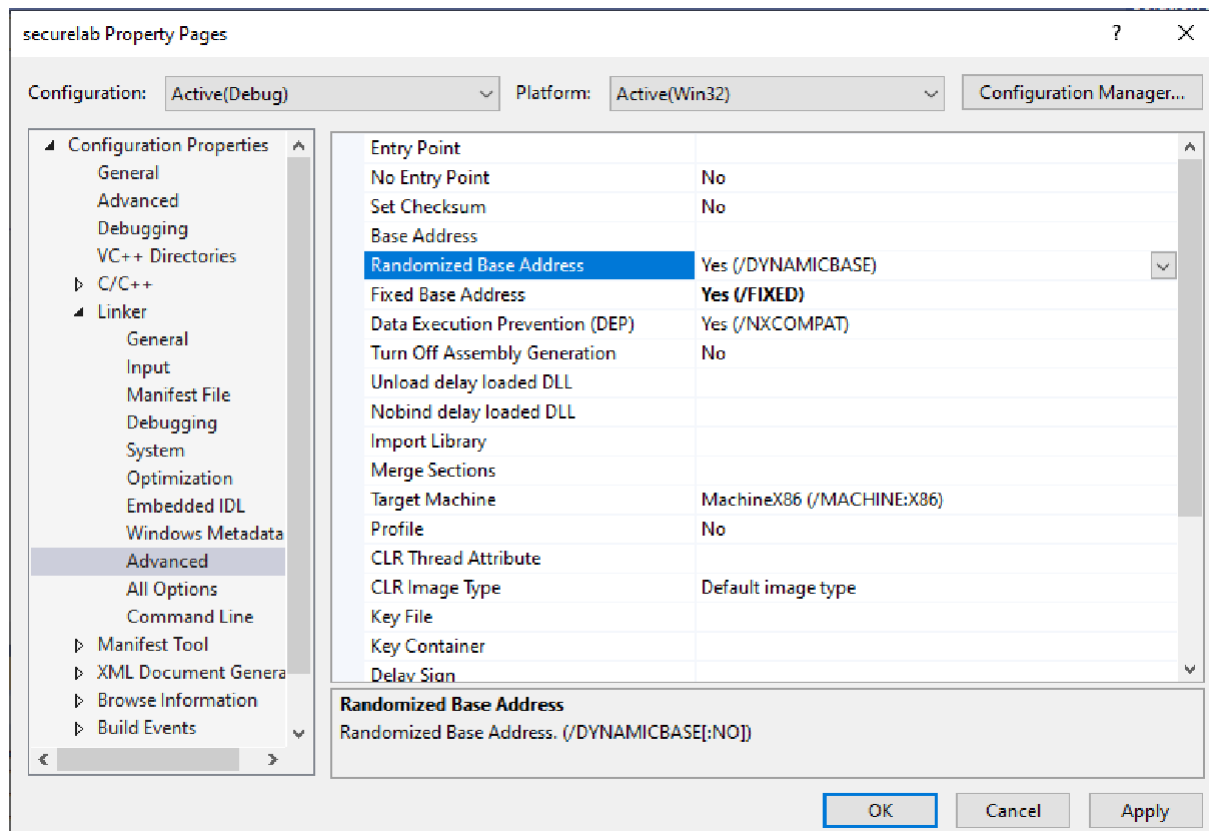 securelab Property Pages
?
Configuration: Active(Debug) Platform: Active(Win32) Configuration Manager...
Configuration Properties
General
Advanced
Debugging
VC++ Directories
C/C++
Linker
General
Input
Manifest File
Debugging
System
Optimization
Embedded IDL
Windows Metadata
Advanced
All Options
Command Line
Manifest Tool
XML Document Genera
Browse Information
Build Events
Entry Point
No Entry Point No
Set Checksum No
Base Address
Randomized Base Address Yes (/DYNAMICBASE)
Fixed Base Address Yes (/FIXED)
Data Execution Prevention (DEP) Yes (/NXCOMPAT)
Turn Off Assembly Generation No
Unload delay loaded DLL
Nobind delay loaded DLL
Import Library
Merge Sections
Target Machine MachineX86 (/MACHINE:X86)
Profile No
CLR Thread Attribute
CLR Image Type Default image type
Key File
Key Container
Delay Sign
Randomized Base Address
Randomized Base Address. (/DYNAMICBASE[:NO])
OK Cancel Apply